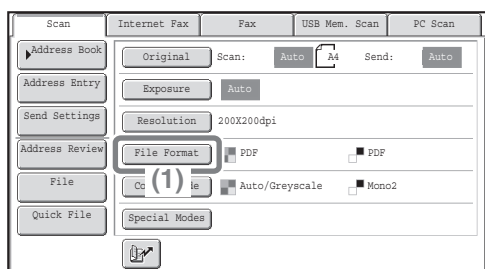 Scan Internet Fax Fax USB Mem. Scan PC Scan
Address Book Original Scan: Auto A4 Send: Auto
Address Entry Exposure Auto
Send Settings Resolution 200X200dpi
Address Review File Format PDF PDF
File (1) Auto/Greyscale Mono2
Quick File Special Modes